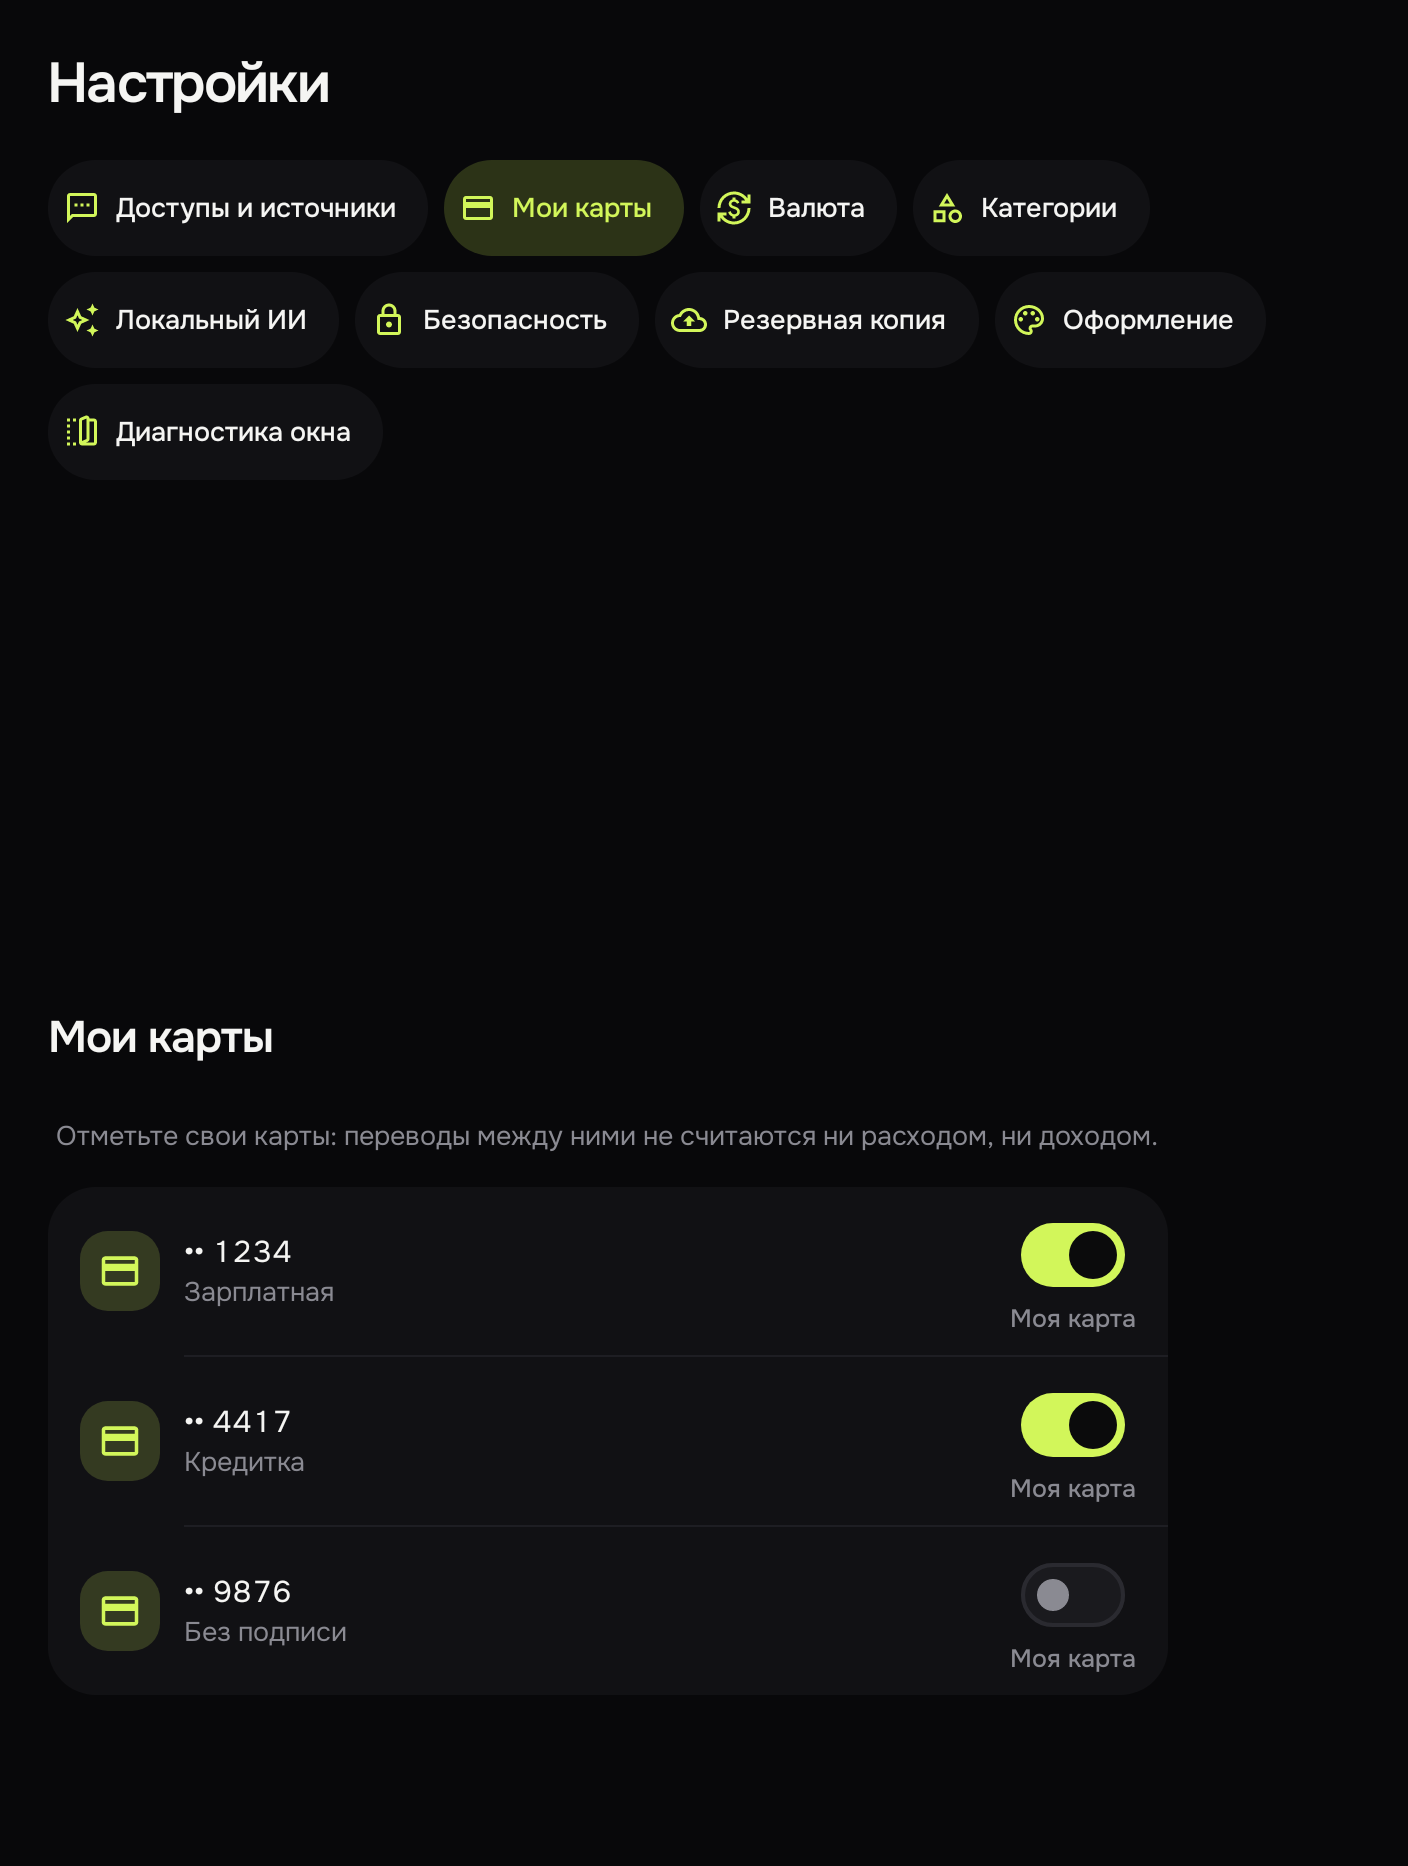 Настройки
Доступы и источники
Мои карты
Валюта
Категории
Локальный ИИ
Безопасность
Резервная копия
Оформление
Диагностика окна
Мои карты
Отметьте свои карты: переводы между ними не считаются ни расходом, ни доходом.
•• 1234
Зарплатная
Моя карта
•• 4417
Кредитка
Моя карта
•• 9876
Без подписи
Моя карта